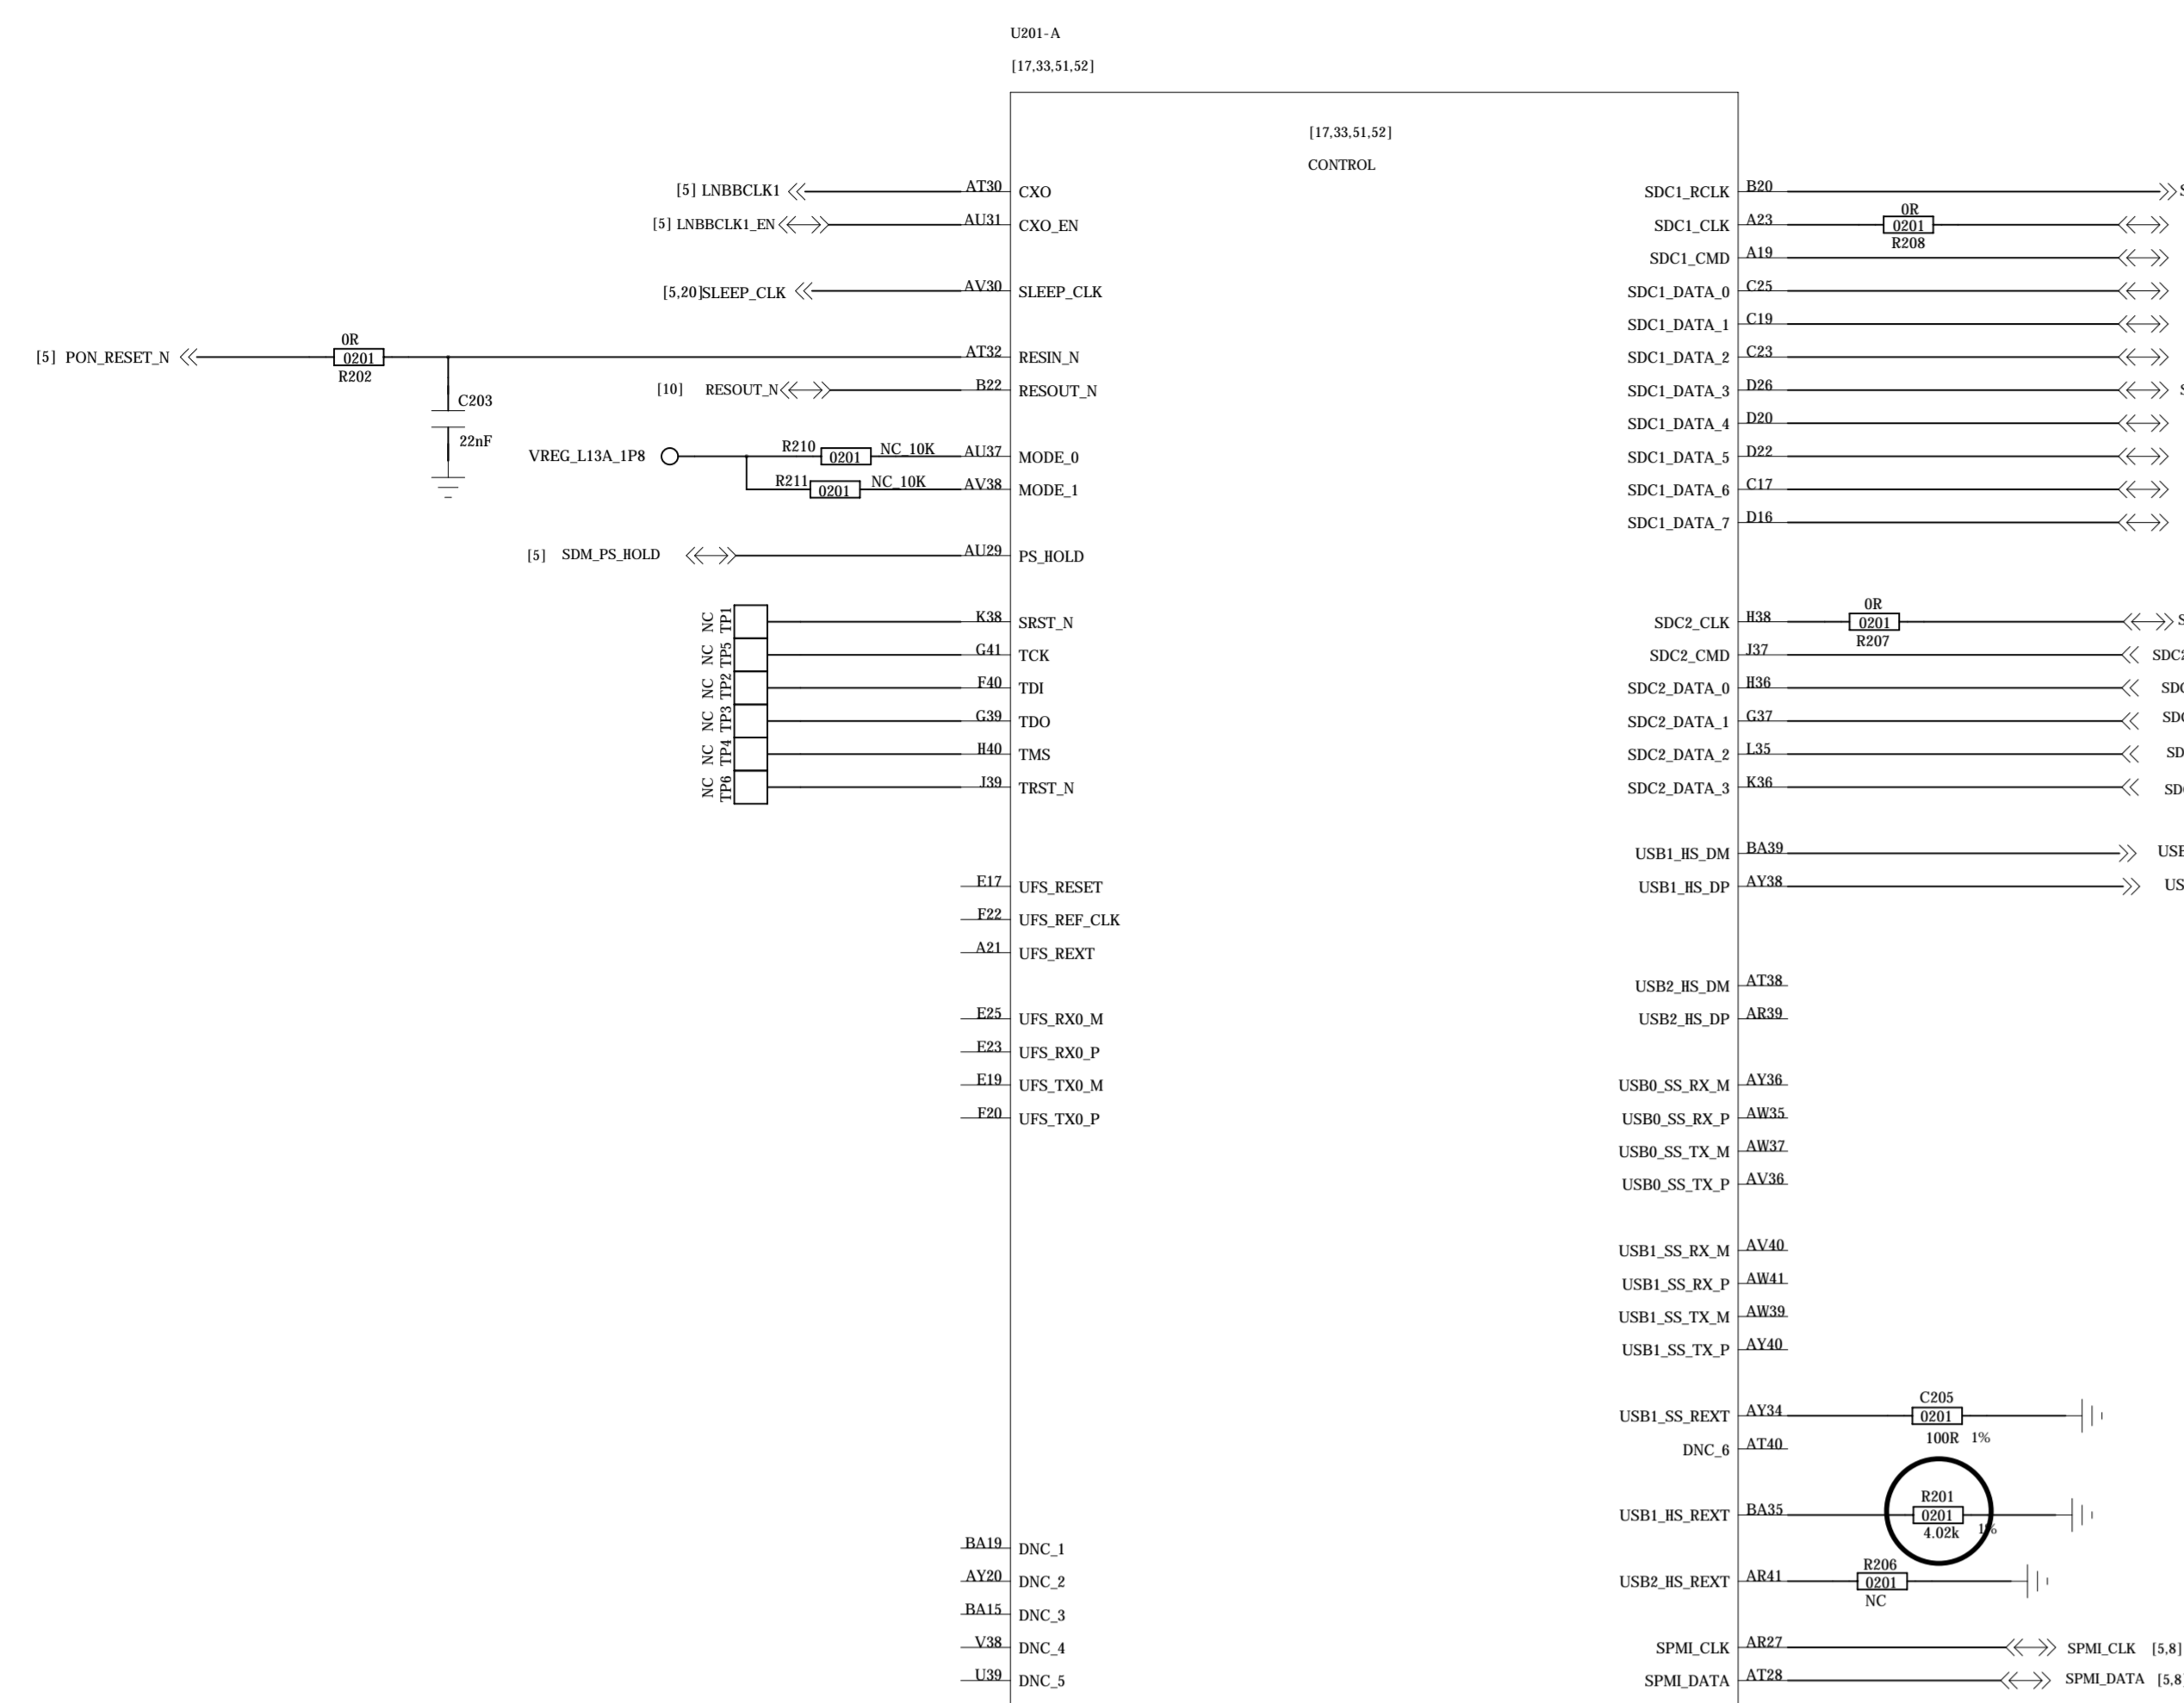 U201-A
[17,33,51,52]
[17,33,51,52]
CONTROL
[5] LNBBCLK1 AT30 CXO
[5] LNBBCLK1_EN AU31 CXO_EN
[5,20]SLEEP_CLK AV30 SLEEP_CLK
[5] PON_RESET_N 0R 0201 R202 AT32 RESIN_N
C203
22nF
[10] RESOUT_N B22 RESOUT_N
VREG_L13A_1P8 R210 0201 NC_10K AU37 MODE_0
R211 0201 NC_10K AV38 MODE_1
[5] SDM_PS_HOLD AU29 PS_HOLD
NC TP1 K38 SRST_N
NC TP5 G41 TCK
NC TP2 F40 TDI
NC TP3 G39 TDO
NC TP4 H40 TMS
NC TP6 J39 TRST_N
E17 UFS_RESET
F22 UFS_REF_CLK
A21 UFS_REXT
E25 UFS_RX0_M
E23 UFS_RX0_P
E19 UFS_TX0_M
F20 UFS_TX0_P
BA19 DNC_1
AY20 DNC_2
BA15 DNC_3
V38 DNC_4
U39 DNC_5
SDC1_RCLK B20
SDC1_CLK A23 0R 0201 R208
SDC1_CMD A19
SDC1_DATA_0 C25
SDC1_DATA_1 C19
SDC1_DATA_2 C23
SDC1_DATA_3 D26
SDC1_DATA_4 D20
SDC1_DATA_5 D22
SDC1_DATA_6 C17
SDC1_DATA_7 D16
SDC2_CLK H38 0R 0201 R207
SDC2_CMD J37 SDC2
SDC2_DATA_0 H36 SDC
SDC2_DATA_1 G37
SDC2_DATA_2 L35 SD
SDC2_DATA_3 K36
USB1_HS_DM BA39
USB1_HS_DP AY38 US
USB2_HS_DM AT38
USB2_HS_DP AR39
USB0_SS_RX_M AY36
USB0_SS_RX_P AW35
USB0_SS_TX_M AW37
USB0_SS_TX_P AV36
USB1_SS_RX_M AV40
USB1_SS_RX_P AW41
USB1_SS_TX_M AW39
USB1_SS_TX_P AY40
USB1_SS_REXT AY34 C205 0201 100R 1%
DNC_6 AT40
USB1_HS_REXT BA35 R201 0201 4.02k 1%
USB2_HS_REXT AR41 R206 0201 NC
SPMI_CLK AR27 SPMI_CLK [5,8]
SPMI_DATA AT28 SPMI_DATA [5,8